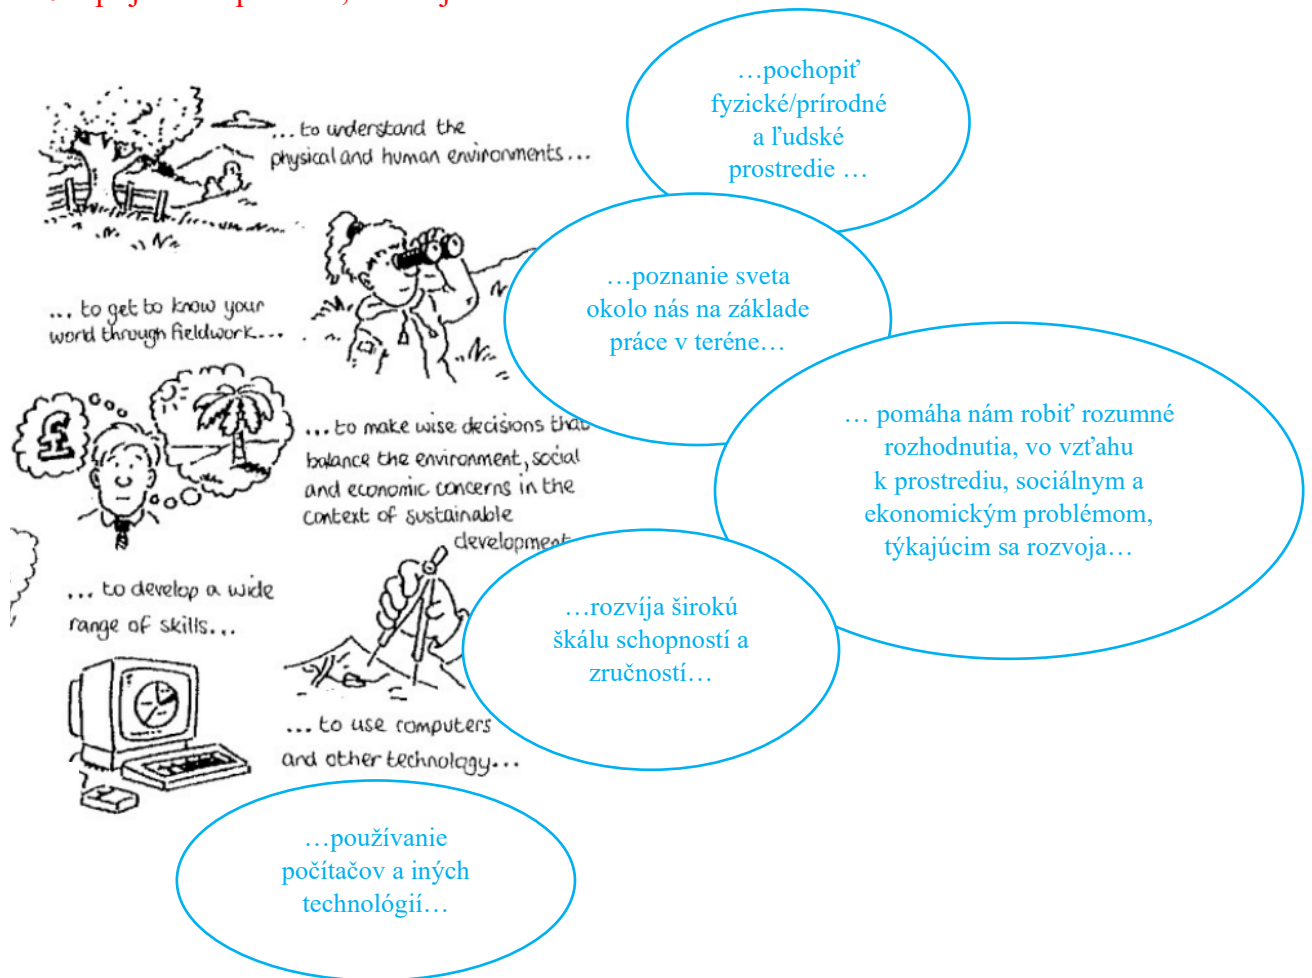 ...to understand the
physical and human environments...
... to get to know your
world through fieldwork...
...to make wise decisions that
balance the environment, social
and economic concerns in the
context of sustainable
development
... to develop a wide
range of skills...
... to use computers
and other technology...
…pochopiť
fyzické/prírodné
a ľudské
prostredie …
…poznanie sveta
okolo nás na základe
práce v teréne…
… pomáha nám robiť rozumné
rozhodnutia, vo vzťahu
k prostrediu, sociálnym a
ekonomickým problémom,
týkajúcim sa rozvoja…
…rozvíja širokú
škálu schopností a
zručností…
…používanie
počítačov a iných
technológií…